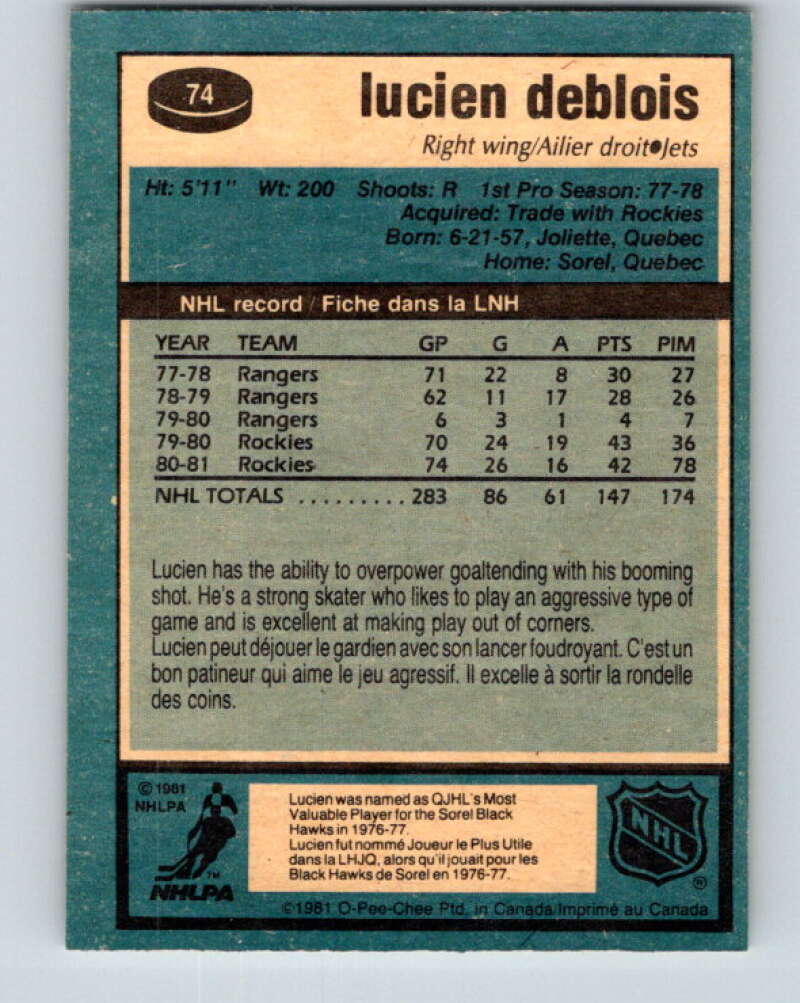 74
lucien deblois
Right wing/Ailier droit●Jets
Ht: 5'11" Wt: 200 Shoots: R 1st Pro Season: 77-78
Acquired: Trade with Rockies
Born: 6-21-57, Joliette, Quebec
Home: Sorel, Quebec
NHL record / Fiche dans la LNH
YEAR TEAM GP G A PTS PIM
77-78 Rangers 71 22 8 30 27
78-79 Rangers 62 11 17 28 26
79-80 Rangers 6 3 1 4 7
79-80 Rockies 70 24 19 43 36
80-81 Rockies 74 26 16 42 78
NHL TOTALS ......... 283 86 61 147 174
Lucien has the ability to overpower goaltending with his booming
shot. He's a strong skater who likes to play an aggressive type of
game and is excellent at making play out of corners.
Lucien peut déjouer le gardien avec son lancer foudroyant. C'est un
bon patineur qui aime le jeu agressif. Il excelle à sortir la rondelle
des coins.
© 1981
NHLPA
TM
NHLPA
Lucien was named as QJHL's Most
Valuable Player for the Sorel Black
Hawks in 1976-77.
Lucien fut nommé Joueur le Plus Utile
dans la LHJQ, alors qu'il jouait pour les
Black Hawks de Sorel en 1976-77.
NHL
®
©1981 O-Pee-Chee Ptd. in Canada/Imprimé au Canada